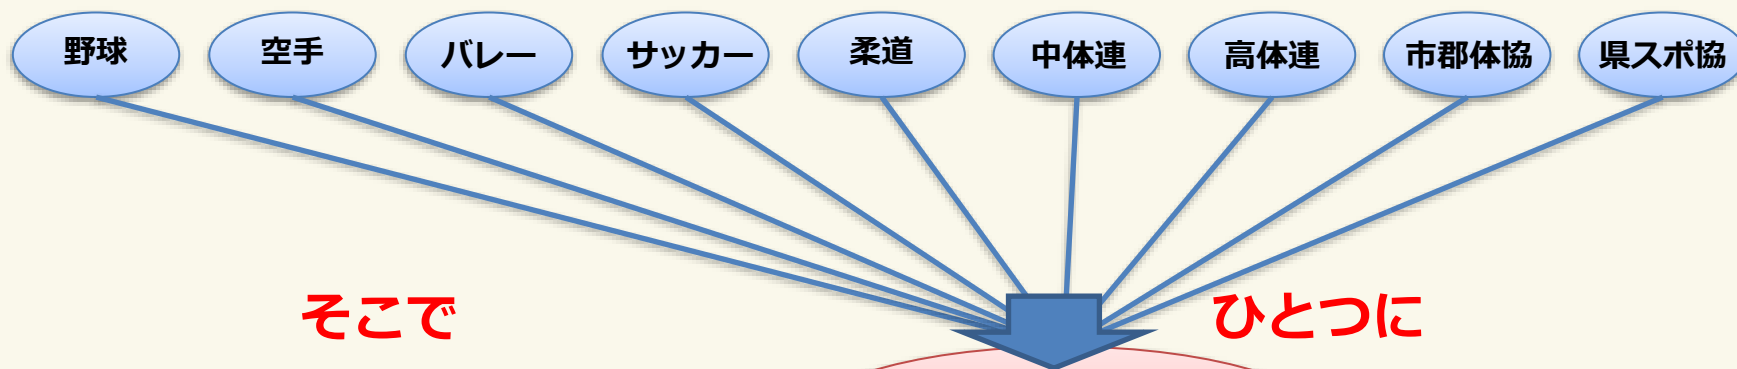 野球
空手
バレー
サッカー
柔道
中体連
高体連
市郡体協
県スポ協
そこで
ひとつに